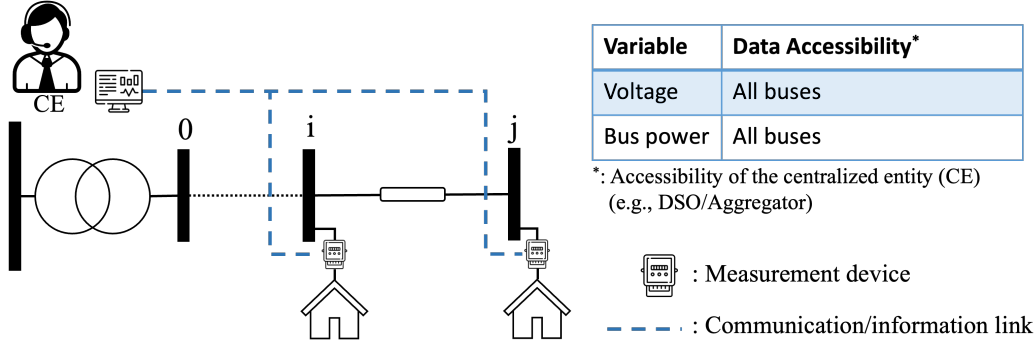 CE
0
i
j
Variable Data Accessibility*
Voltage All buses
Bus power All buses
*: Accessibility of the centralized entity (CE)
(e.g., DSO/Aggregator)
: Measurement device
: Communication/information link